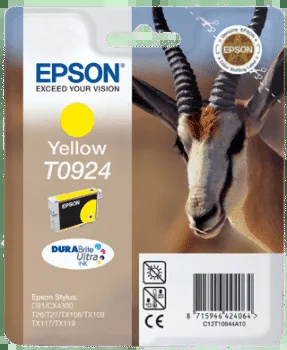 EPSON
EXCEED YOUR VISION
EPSON
Yellow
T0924
DURABrite
Ultra
INK
Epson Stylus:
C91/CX4300
T26/T27/TX106/TX109
TX117/TX119
EPSON
8 715946 424064
C13T10844A10